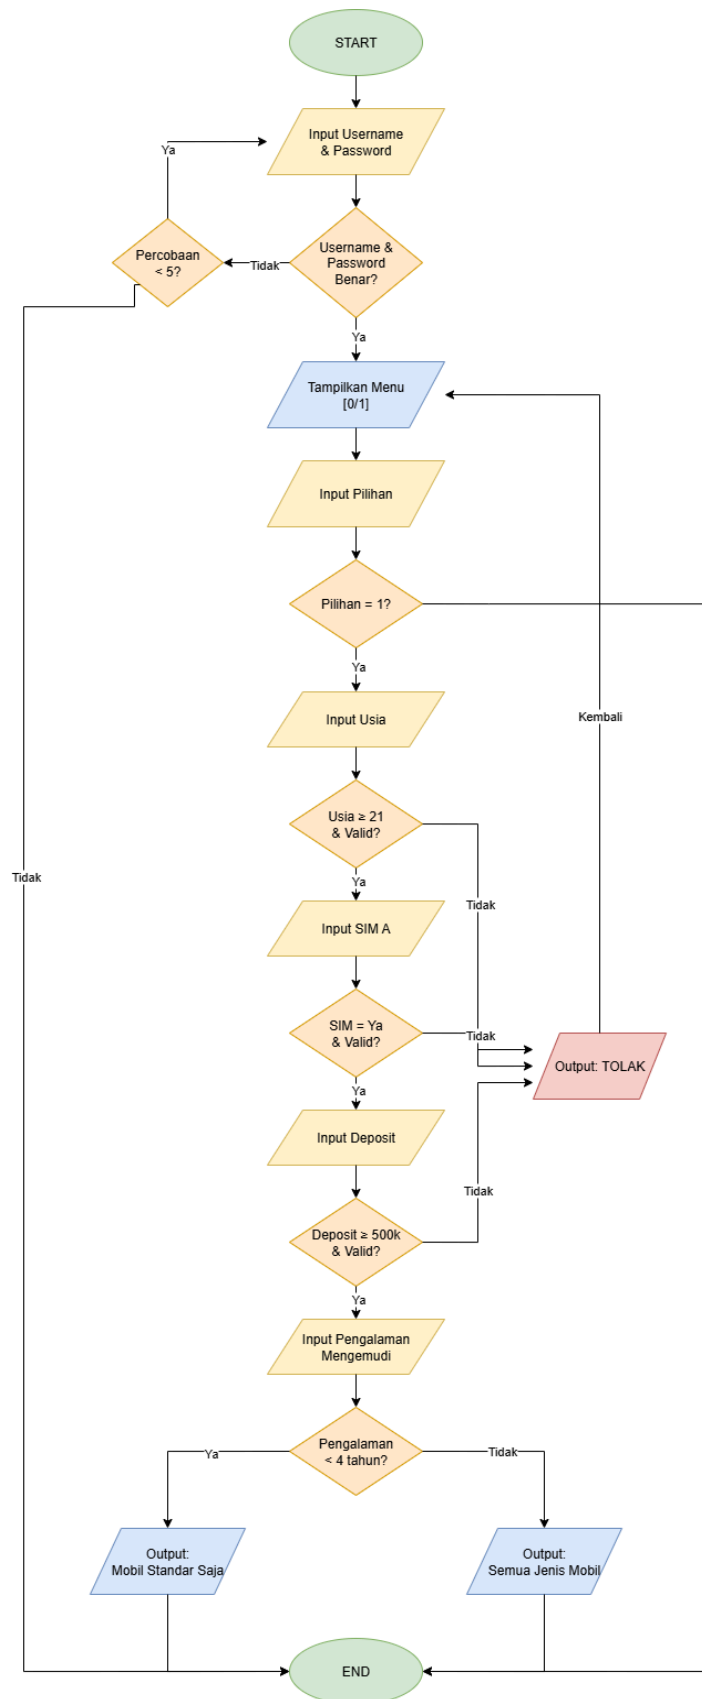 START
Input Username
& Password
Ya
Percobaan
< 5?
Tidak
Username &
Password
Benar?
Ya
Tampilkan Menu
[0/1]
Input Pilihan
Pilihan = 1?
Ya
Input Usia
Kembali
Usia ≥ 21
& Valid?
Tidak
Ya
Tidak
Input SIM A
SIM = Ya
& Valid?
Tidak
Output: TOLAK
Ya
Input Deposit
Tidak
Deposit ≥ 500k
& Valid?
Ya
Input Pengalaman
Mengemudi
Pengalaman
< 4 tahun?
Ya
Tidak
Output:
Mobil Standar Saja
Output:
Semua Jenis Mobil
END